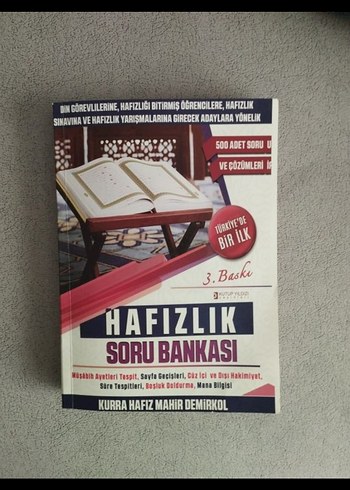 DİN GÖREVLİLERİNE, HAFIZLIĞI BİTİRMİŞ ÖĞRENCİLERE, HAFIZLIK
SINAVINA VE HAFIZLIK YARIŞMALARINA GİRECEK ADAYLARA YÖNELİK
500 ADET SORU
VE ÇÖZÜMLERİ
TÜRKİYE'DE
BİR İLK
3. Baskı
HAFIZLIK
SORU BANKASI
Müşabih Ayetleri Tespit, Sayfa Geçişleri, Cüz İçi ve Dışı Hakimiyet,
Sûre Tespitleri, Boşluk Doldurma, Mana Bilgisi
KURRA HAFIZ MAHİR DEMİRKOL